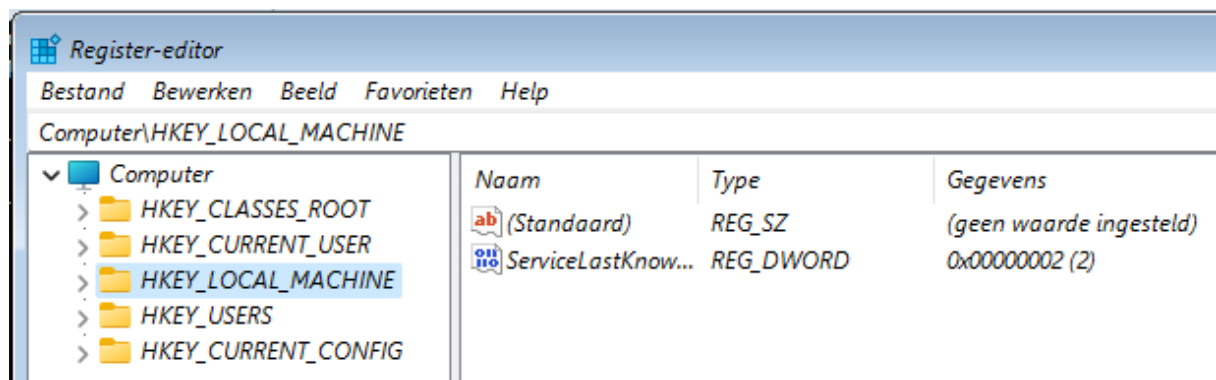 Register-editor
Bestand Bewerken Beeld Favorieten Help
Computer\HKEY_LOCAL_MACHINE
Computer
HKEY_CLASSES_ROOT
HKEY_CURRENT_USER
HKEY_LOCAL_MACHINE
HKEY_USERS
HKEY_CURRENT_CONFIG
Naam Type Gegevens
(Standaard) REG_SZ (geen waarde ingesteld)
ServiceLastKnow... REG_DWORD 0x00000002 (2)